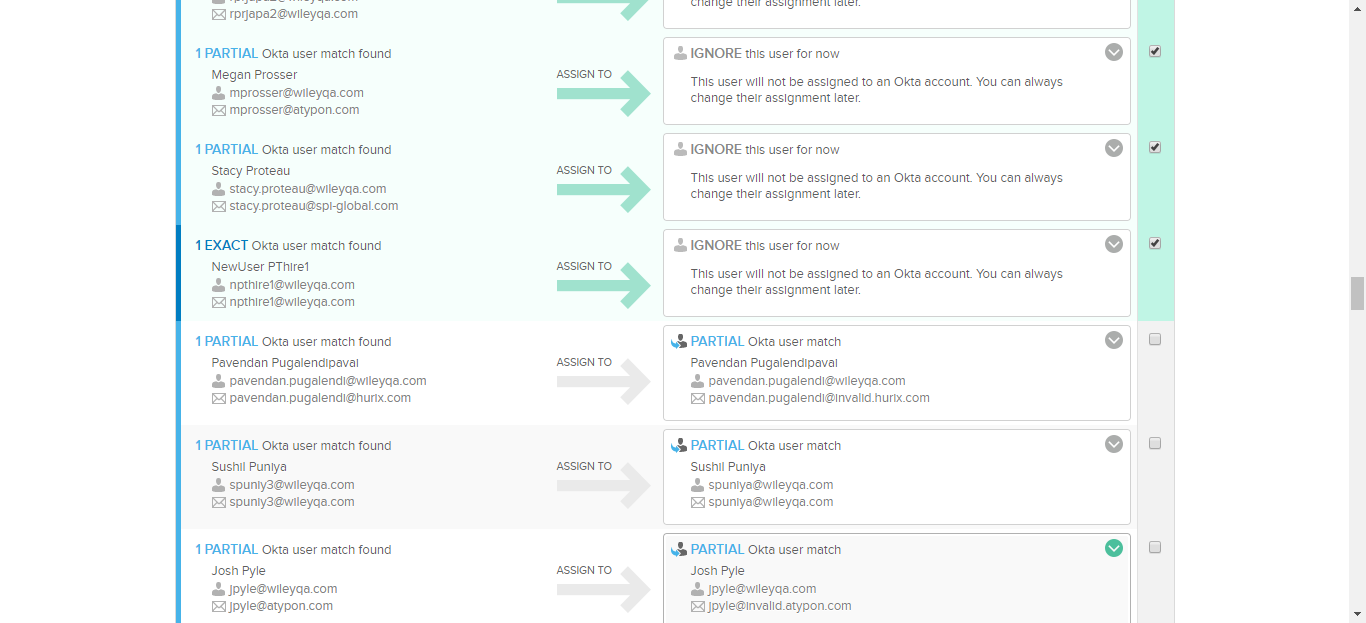 rprjapa2@wileyqa.com
change their assignment later.
1 PARTIAL Okta user match found
Megan Prosser
mprosser@wileyqa.com
mprosser@atypon.com
ASSIGN TO
IGNORE this user for now
This user will not be assigned to an Okta account. You can always
change their assignment later.
1 PARTIAL Okta user match found
Stacy Proteau
stacy.proteau@wileyqa.com
stacy.proteau@spi-global.com
ASSIGN TO
IGNORE this user for now
This user will not be assigned to an Okta account. You can always
change their assignment later.
1 EXACT Okta user match found
NewUser PThire1
npthire1@wileyqa.com
npthire1@wileyqa.com
ASSIGN TO
IGNORE this user for now
This user will not be assigned to an Okta account. You can always
change their assignment later.
1 PARTIAL Okta user match found
Pavendan Pugalendipavai
pavendan.pugalendi@wileyqa.com
pavendan.pugalendi@hurix.com
ASSIGN TO
PARTIAL Okta user match
Pavendan Pugalendipavai
pavendan.pugalendi@wileyqa.com
pavendan.pugalendi@invalid.hurix.com
1 PARTIAL Okta user match found
Sushil Puniya
spuniy3@wileyqa.com
spuniy3@wileyqa.com
ASSIGN TO
PARTIAL Okta user match
Sushil Puniya
spuniya@wileyqa.com
spuniya@wileyqa.com
1 PARTIAL Okta user match found
Josh Pyle
jpyle@wileyqa.com
jpyle@atypon.com
ASSIGN TO
PARTIAL Okta user match
Josh Pyle
jpyle@wileyqa.com
jpyle@invalid.atypon.com